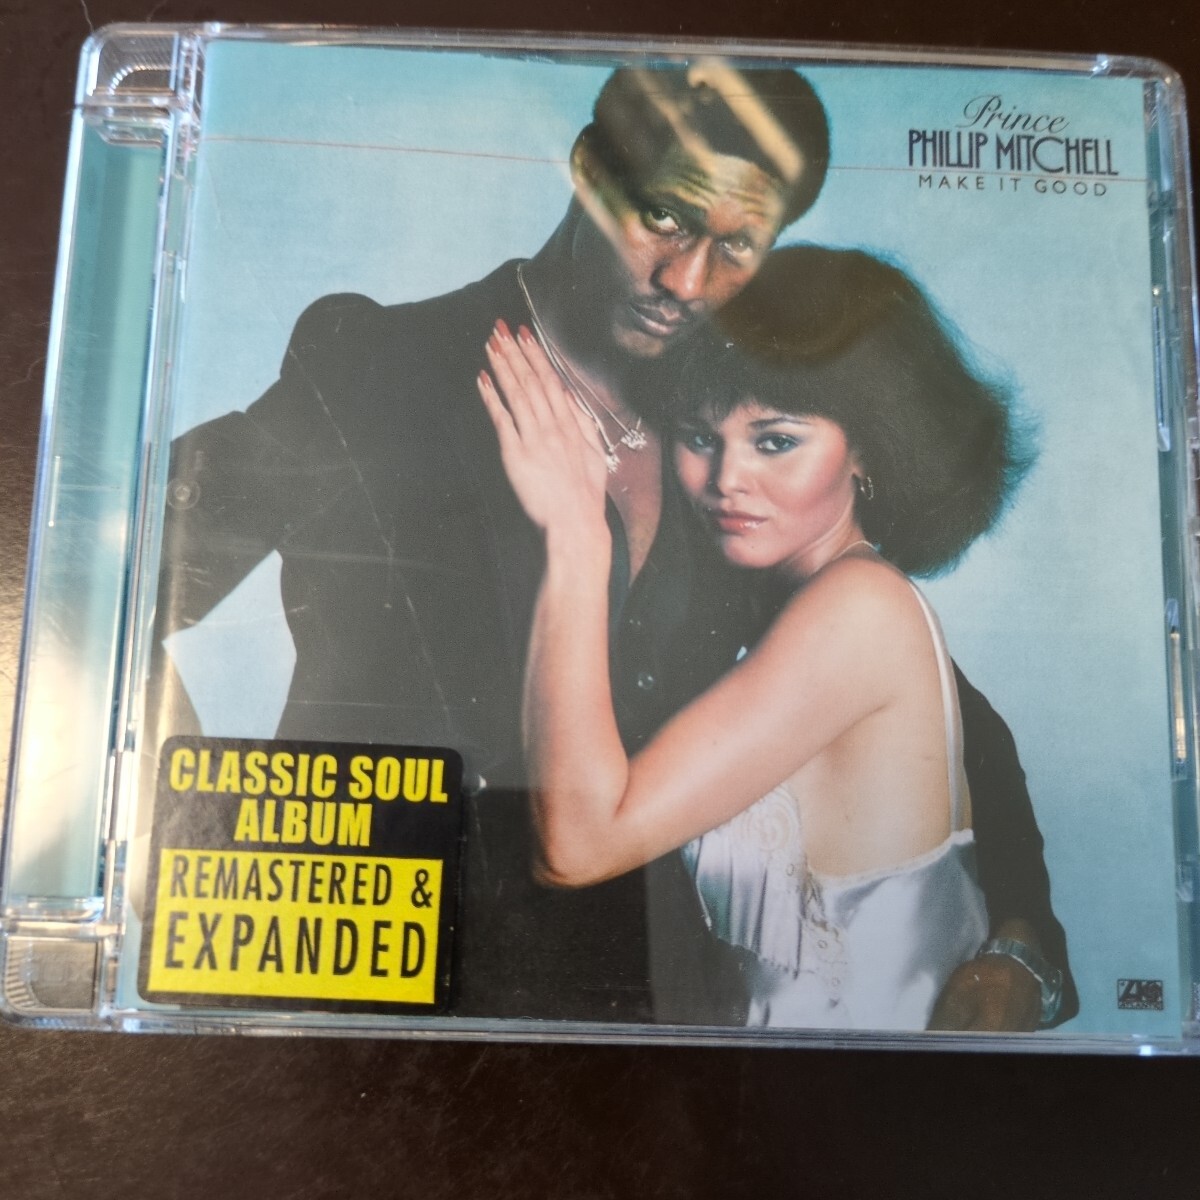 Prince
PHILLIP MITCHELL
MAKE IT GOOD
CLASSIC SOUL
ALBUM
REMASTERED &
EXPANDED